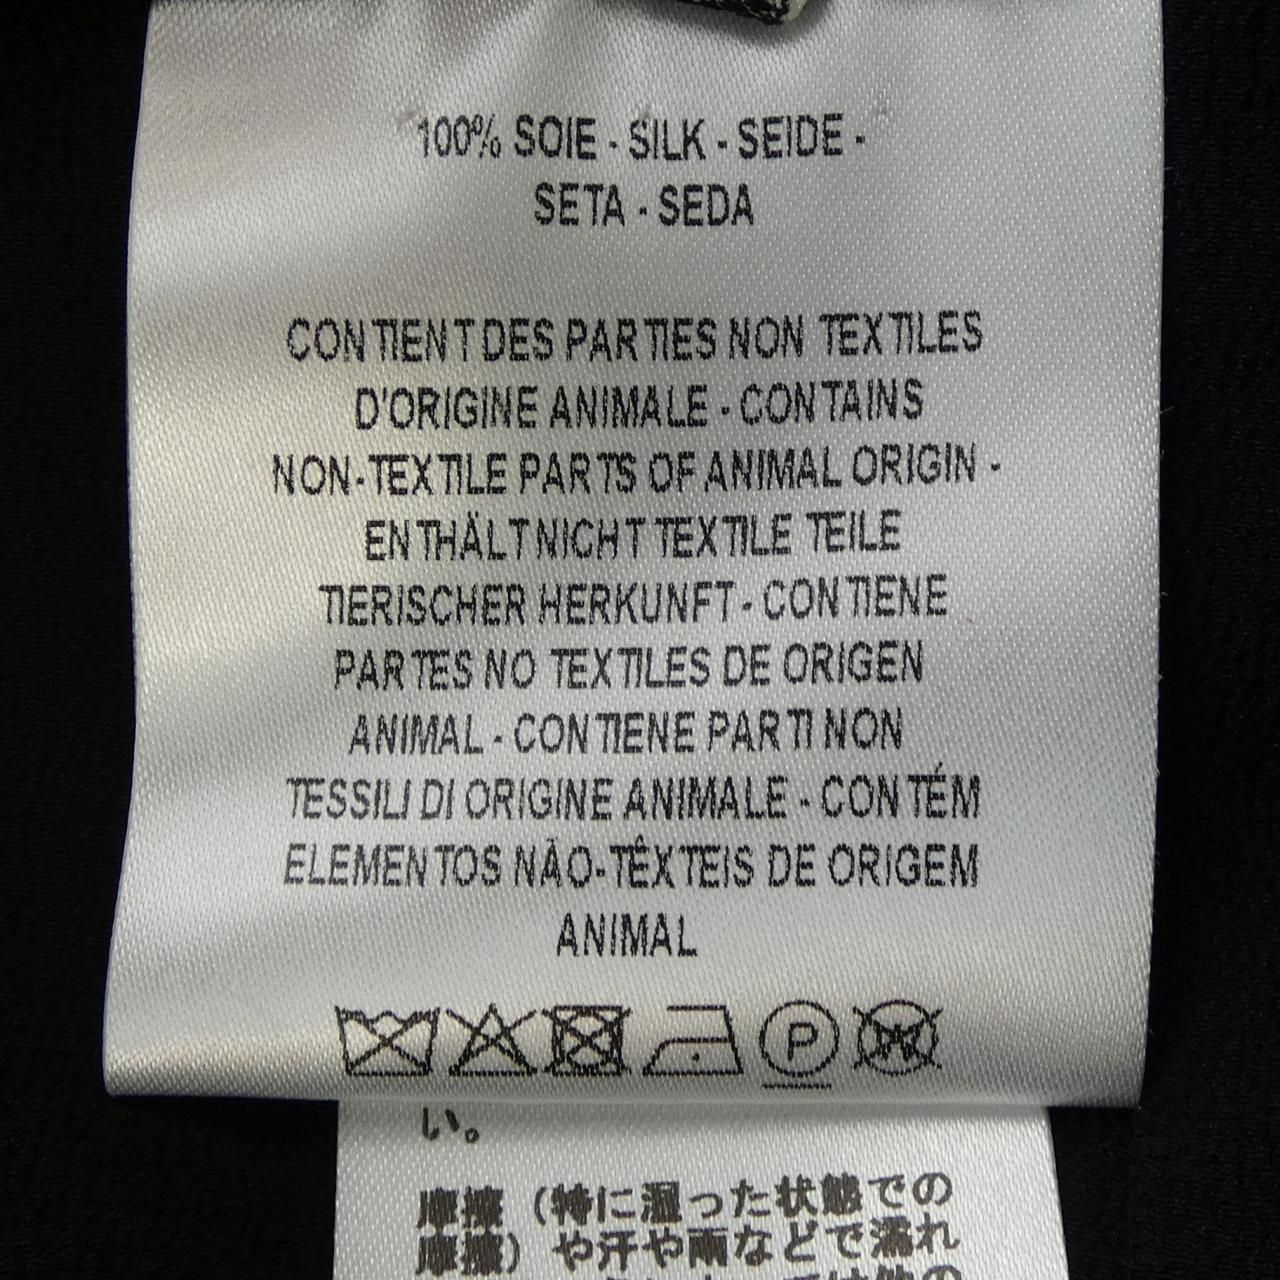 100% SOIE - SILK - SEIDE -
SETA - SEDA
CONTIENT DES PARTIES NON TEXTILES
D'ORIGINE ANIMALE - CONTAINS
NON-TEXTILE PARTS OF ANIMAL ORIGIN -
ENTHÄLT NICHT TEXTILE TEILE
TIERISCHER HERKUNFT - CONTIENE
PARTES NO TEXTILES DE ORIGEN
ANIMAL - CONTIENE PARTI NON
TESSILI DI ORIGINE ANIMALE - CONTÉM
ELEMENTOS NÃO-TÊXTEIS DE ORIGEM
ANIMAL
P
W
い。
摩擦（特に湿った状態での
摩擦）や汗や雨などで濡れ